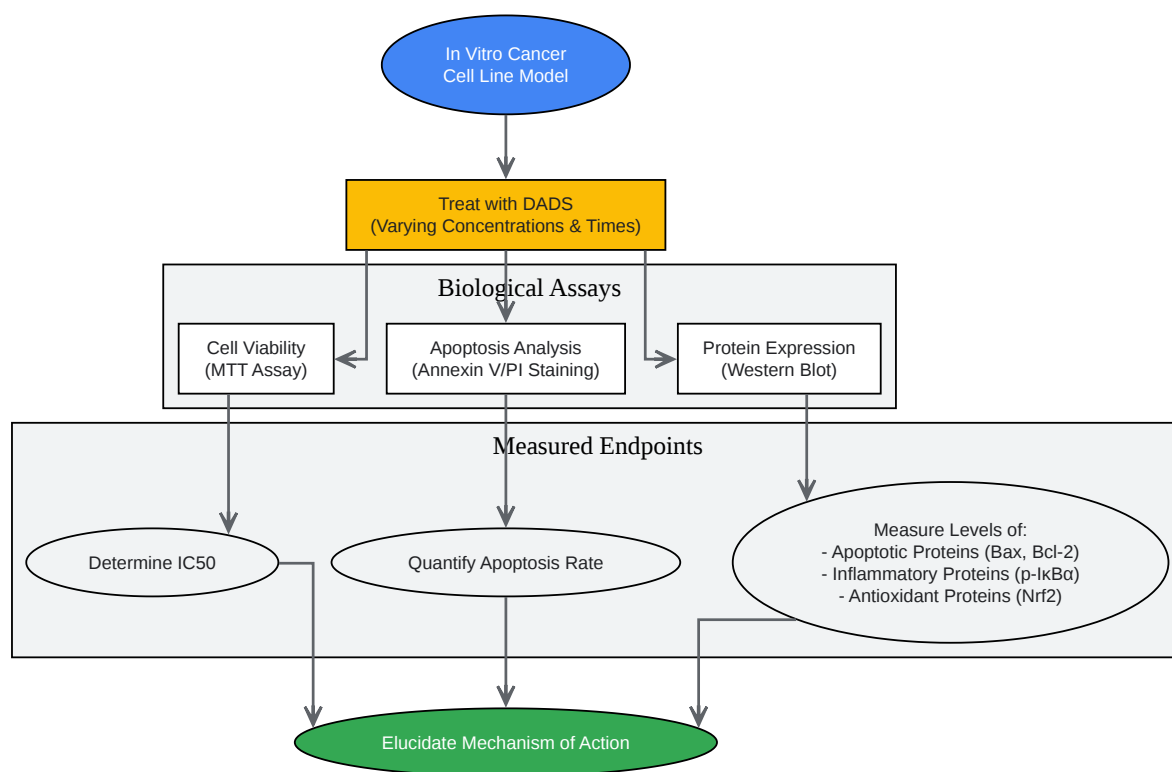 In Vitro Cancer
Cell Line Model
Treat with DADS
(Varying Concentrations & Times)
Biological Assays
Cell Viability
(MTT Assay)
Apoptosis Analysis
(Annexin V/PI Staining)
Protein Expression
(Western Blot)
Measured Endpoints
Determine IC50
Quantify Apoptosis Rate
Measure Levels of:
- Apoptotic Proteins (Bax, Bcl-2)
- Inflammatory Proteins (p-IκBα)
- Antioxidant Proteins (Nrf2)
Elucidate Mechanism of Action